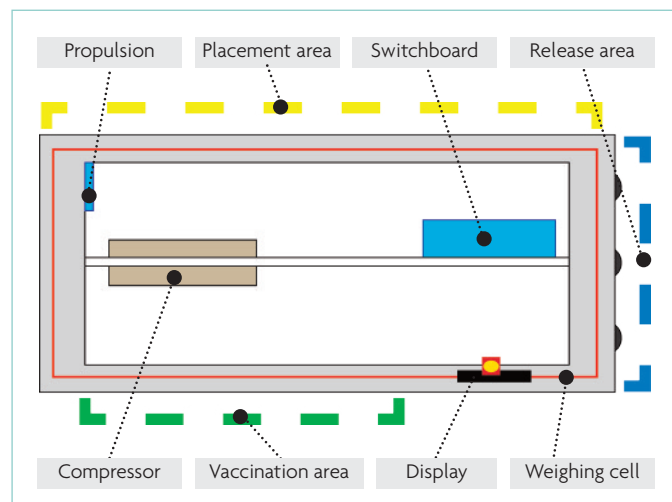 Propulsion
Placement area
Switchboard
Release area
Compressor
Vaccination area
Display
Weighing cell